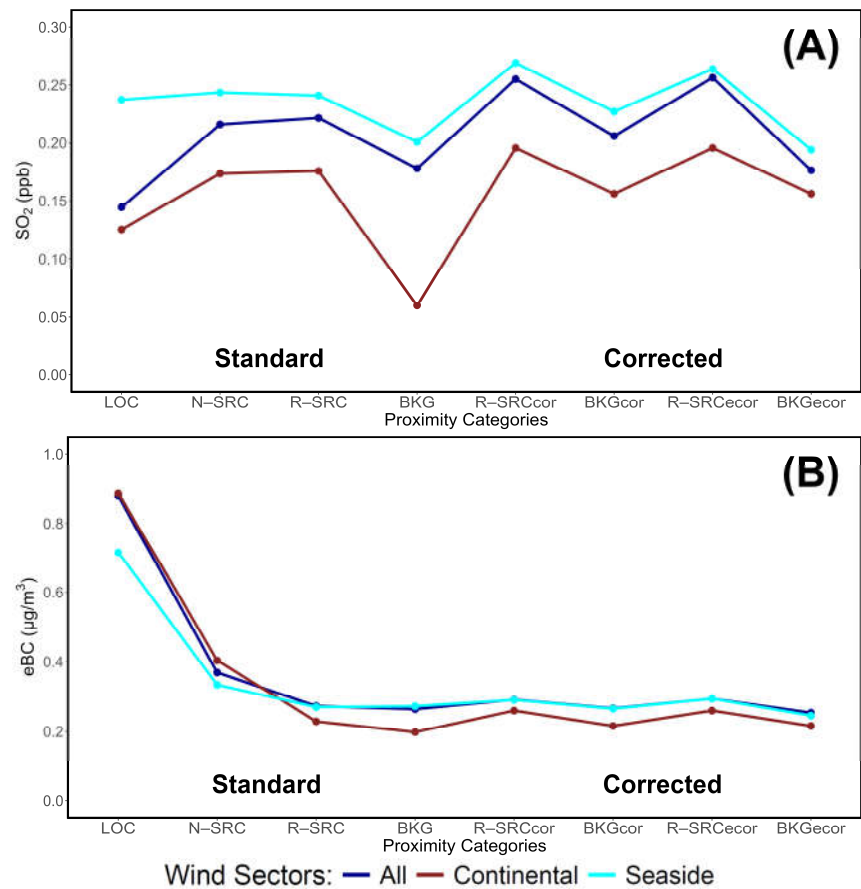 (A)
0.30
0.25
0.20
0.15
0.10
0.05
0.00
SO₂ (ppb)
Standard Corrected
LOC N–SRC R–SRC BKG R–SRCcor BKGcor R–SRCecor BKGecor
Proximity Categories
(B)
1.0
0.8
0.6
0.4
0.2
0.0
eBC (µg/m³)
Standard Corrected
LOC N–SRC R–SRC BKG R–SRCcor BKGcor R–SRCecor BKGecor
Proximity Categories
Wind Sectors: All Continental Seaside